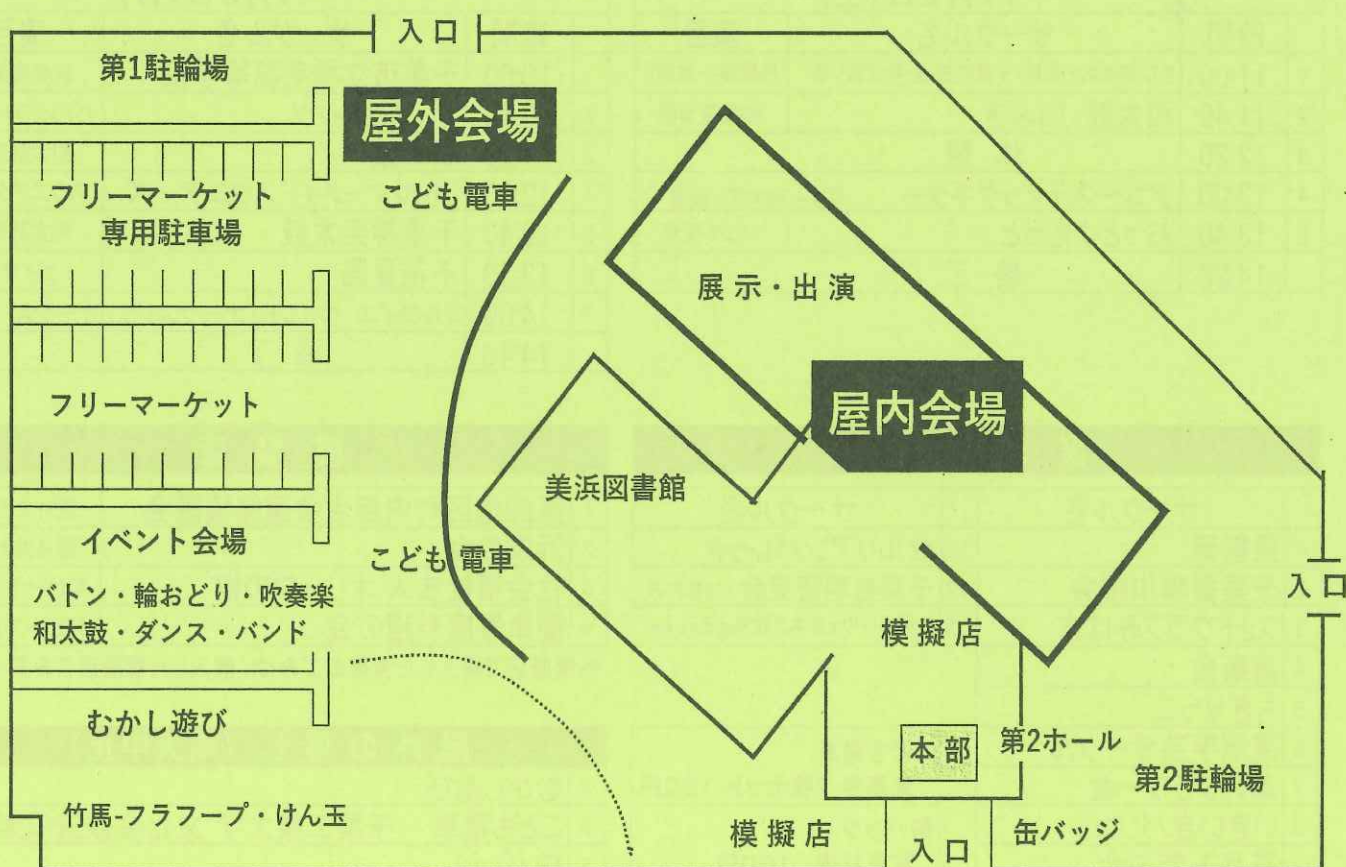 入口
第1駐輪場
屋外会場
フリーマーケット
専用駐車場
こども電車
展示・出演
フリーマーケット
屋内会場
美浜図書館
イベント会場
こども電車
バトン・輪おどり・吹奏楽
和太鼓・ダンス・バンド
入口
模擬店
むかし遊び
本部
第2ホール
第2駐輪場
竹馬-フラフープ・けん玉
模擬店
入口
缶バッジ